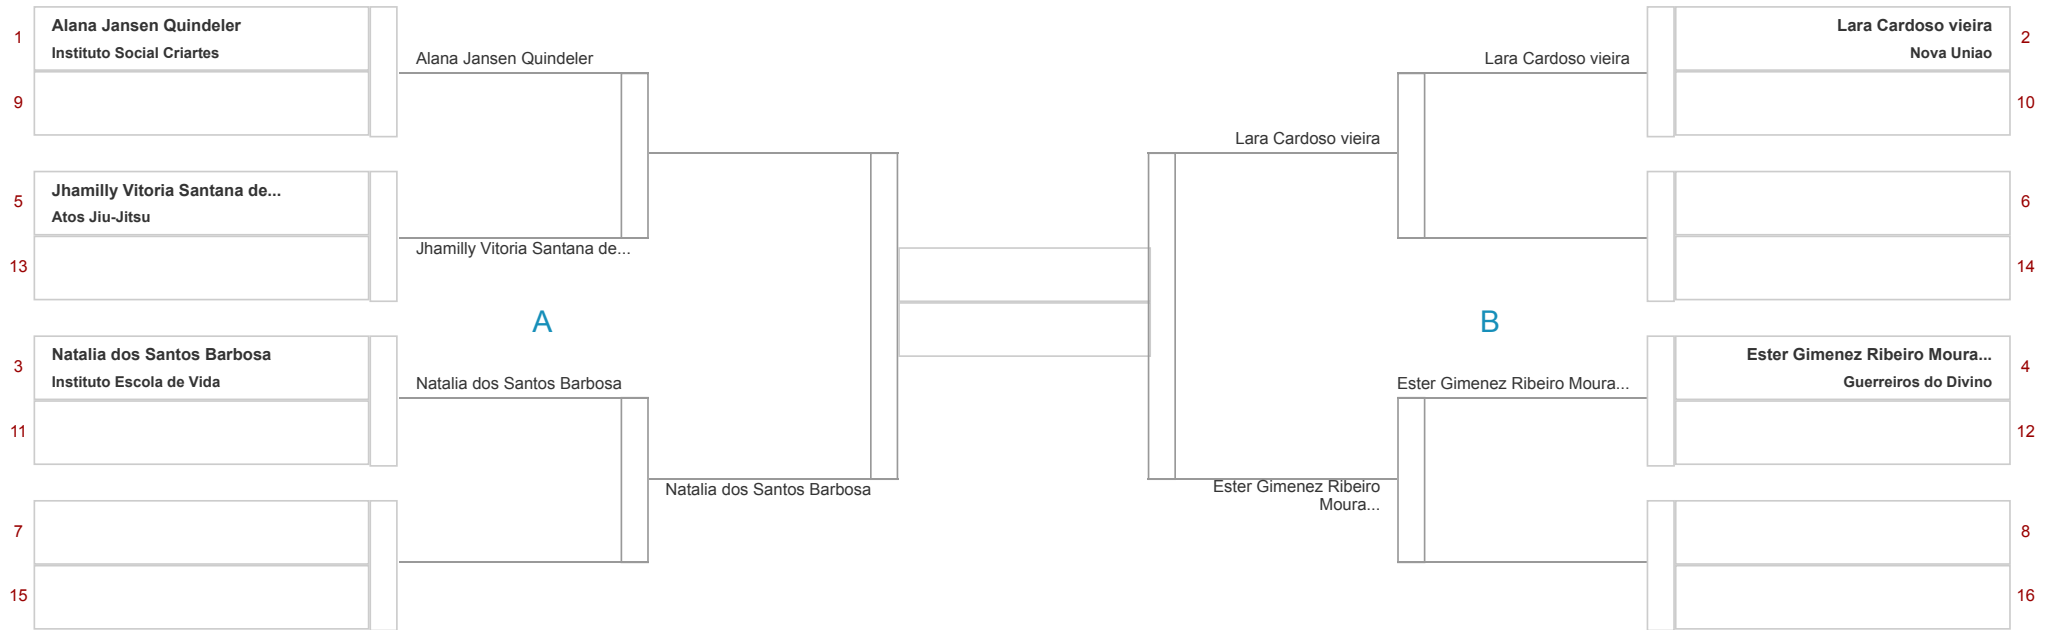 1
Alana Jansen Quindeler
Instituto Social Criartes
9
5
Jhamilly Vitoria Santana de...
Atos Jiu-Jitsu
13
3
Natalia dos Santos Barbosa
Instituto Escola de Vida
11
7
15
Alana Jansen Quindeler
Jhamilly Vitoria Santana de...
A
Natalia dos Santos Barbosa
Natalia dos Santos Barbosa
Lara Cardoso vieira
Ester Gimenez Ribeiro
Moura...
Lara Cardoso vieira
B
Ester Gimenez Ribeiro Moura...
Lara Cardoso vieira
Nova Uniao
2
10
6
14
Ester Gimenez Ribeiro Moura...
Guerreiros do Divino
4
12
8
16